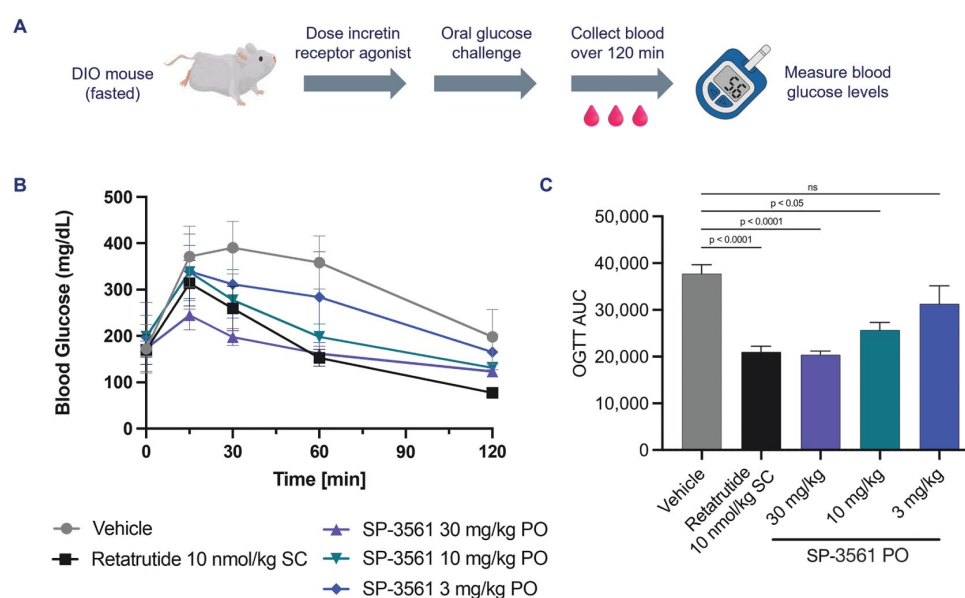 A
DIO mouse
(fasted)
Dose incretin
receptor agonist
Oral glucose
challenge
Collect blood
over 120 min
56
Measure blood
glucose levels
B
Blood Glucose (mg/dL)
500
400
300
200
100
0
0
30
60
90
120
Time [min]
Vehicle
Retatrutide 10 nmol/kg SC
SP-3561 30 mg/kg PO
SP-3561 10 mg/kg PO
SP-3561 3 mg/kg PO
C
ns
p < 0.05
p < 0.0001
p < 0.0001
OGTT AUC
50,000
40,000
30,000
20,000
10,000
0
Vehicle
Retatrutide
10 nmol/kg SC
30 mg/kg
10 mg/kg
3 mg/kg
SP-3561 PO